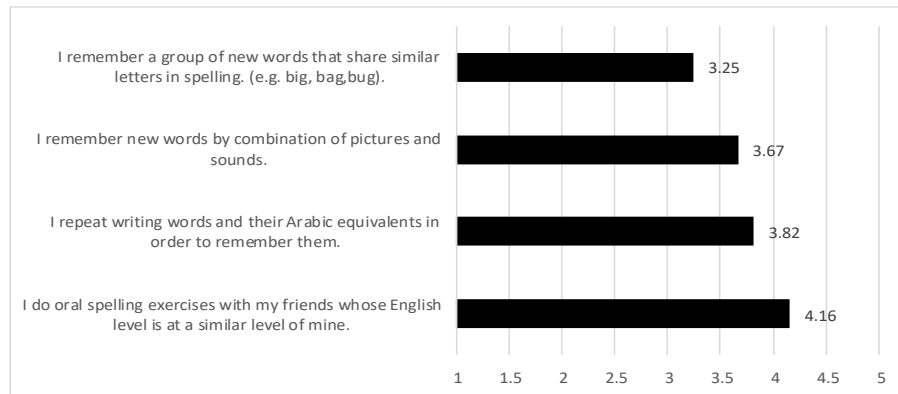 I remember a group of new words that share similar
letters in spelling. (e.g. big, bag,bug).
3.25
I remember new words by combination of pictures and
sounds.
3.67
I repeat writing words and their Arabic equivalents in
order to remember them.
3.82
I do oral spelling exercises with my friends whose English
level is at a similar level of mine.
4.16
1 1.5 2 2.5 3 3.5 4 4.5 5